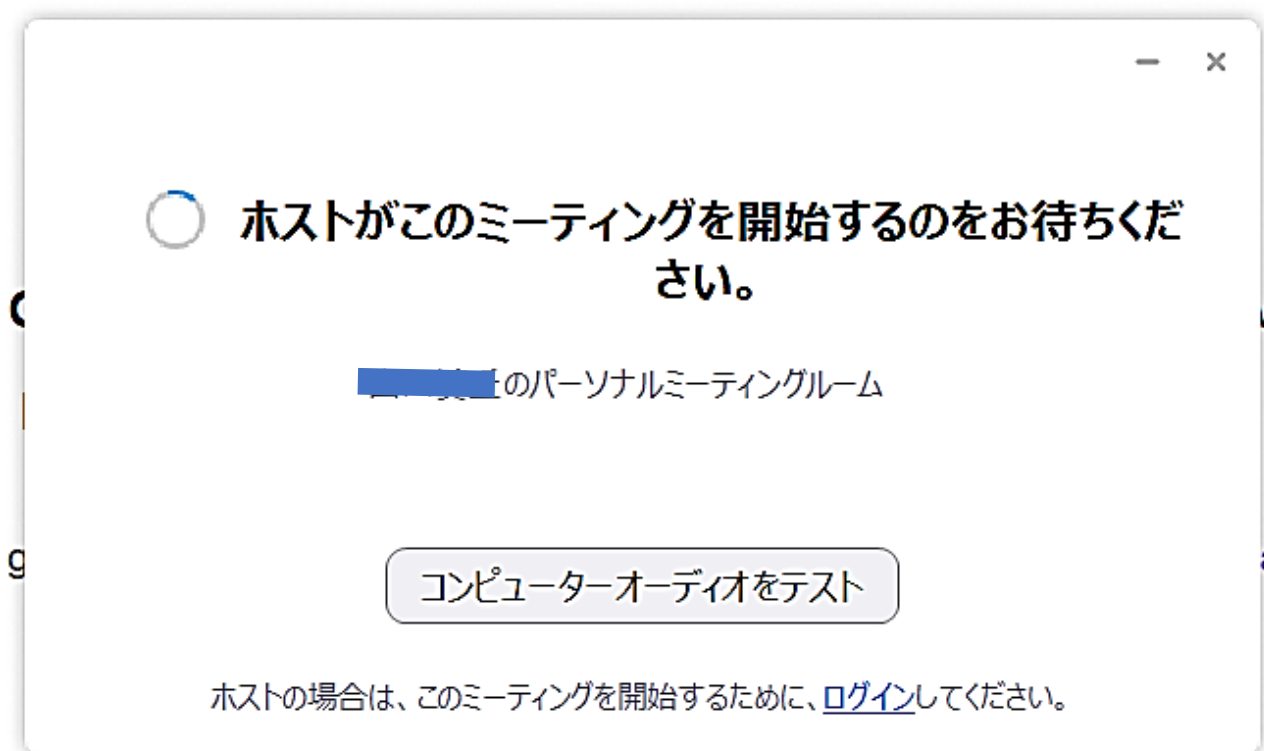 ホストがこのミーティングを開始するのをお待ちくだ
さい。
のパーソナルミーティングルーム
コンピューターオーディオをテスト
ホストの場合は、このミーティングを開始するために、ログインしてください。